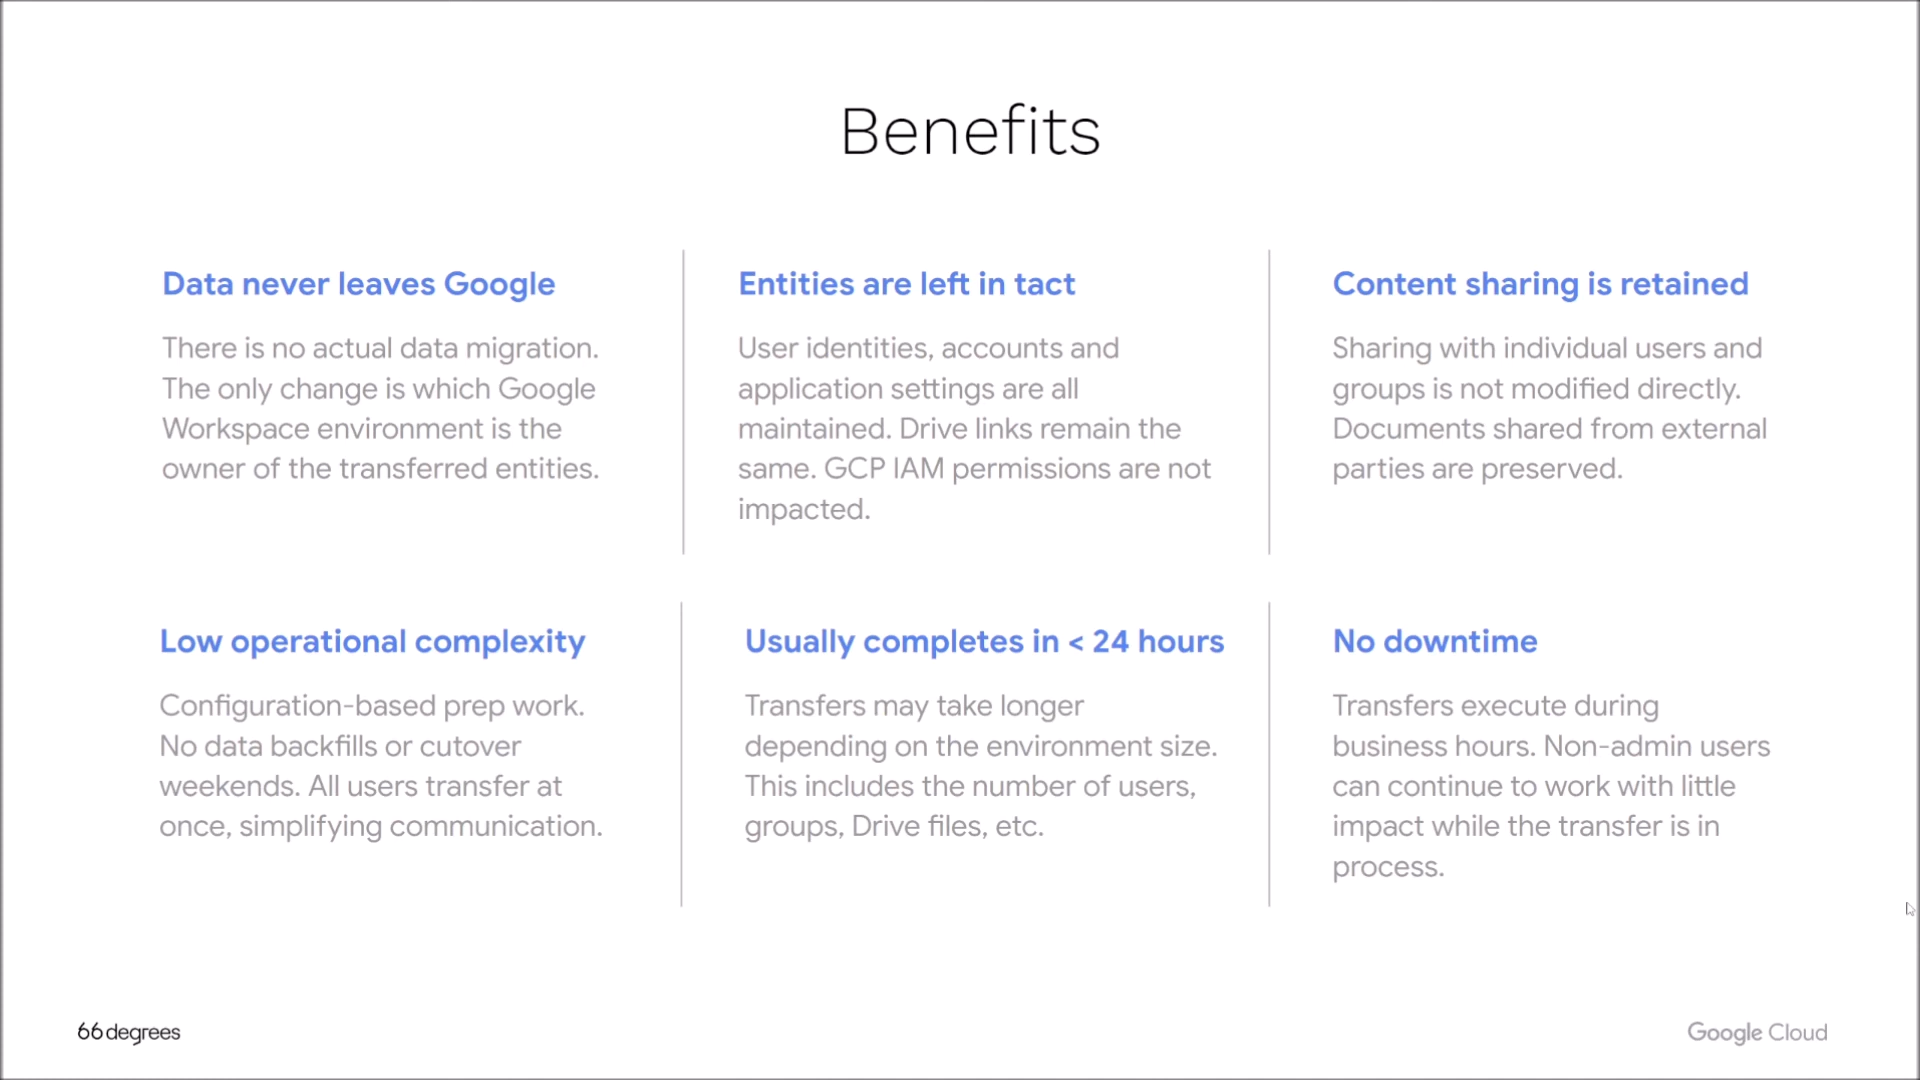 Benefits
Data never leaves Google
There is no actual data migration.
The only change is which Google
Workspace environment is the
owner of the transferred entities.
Entities are left in tact
User identities, accounts and
application settings are all
maintained. Drive links remain the
same. GCP IAM permissions are not
impacted.
Content sharing is retained
Sharing with individual users and
groups is not modified directly.
Documents shared from external
parties are preserved.
Low operational complexity
Configuration-based prep work.
No data backfills or cutover
weekends. All users transfer at
once, simplifying communication.
Usually completes in < 24 hours
Transfers may take longer
depending on the environment size.
This includes the number of users,
groups, Drive files, etc.
No downtime
Transfers execute during
business hours. Non-admin users
can continue to work with little
impact while the transfer is in
process.
66degrees
Google Cloud